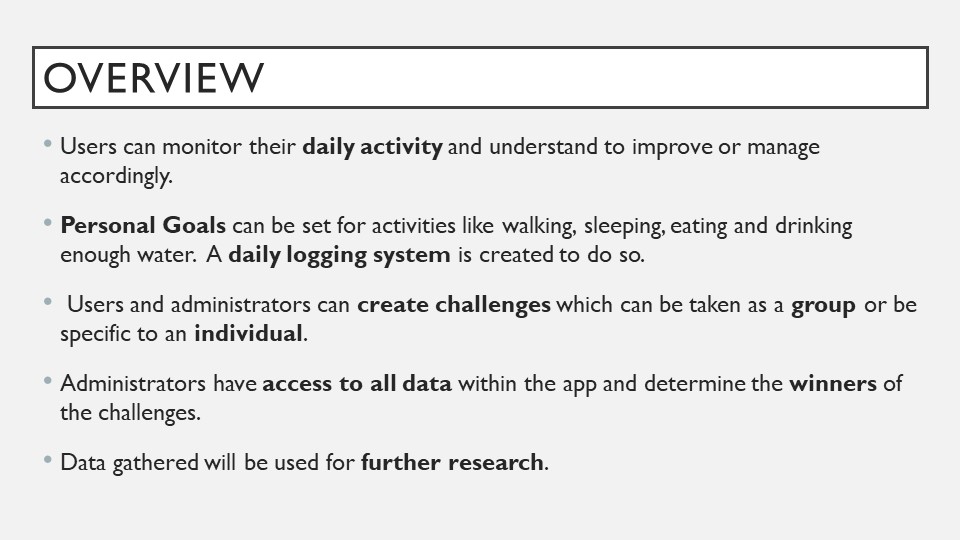 OVERVIEW
• Users can monitor their daily activity and understand to improve or manage
accordingly.
• Personal Goals can be set for activities like walking, sleeping, eating and drinking
enough water. A daily logging system is created to do so.
• Users and administrators can create challenges which can be taken as a group or be
specific to an individual.
• Administrators have access to all data within the app and determine the winners of
the challenges.
• Data gathered will be used for further research.